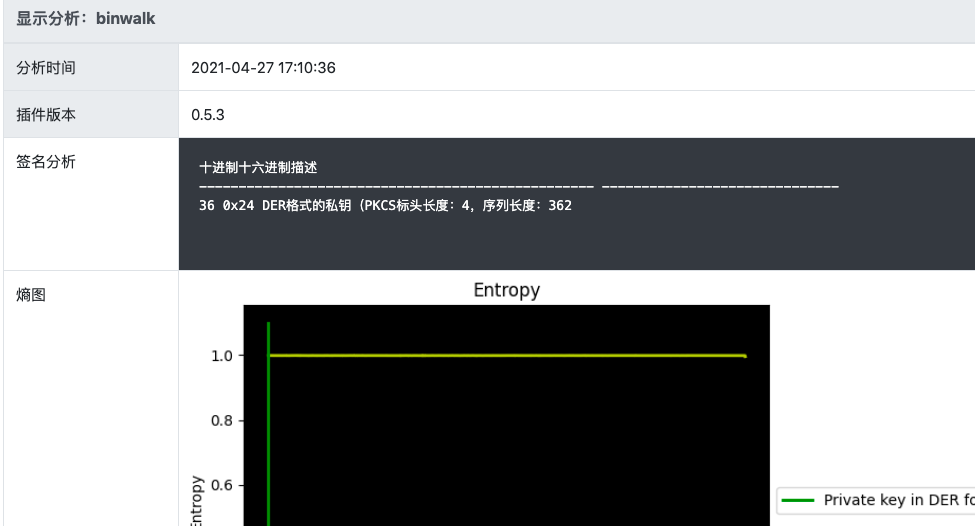 显示分析：binwalk
分析时间
2021-04-27 17:10:36
插件版本
0.5.3
签名分析
十进制十六进制描述
-------------------------------------------------- ------------------------------
36 0x24 DER格式的私钥（PKCS标头长度：4，序列长度：362
熵图
Entropy
1.0
0.8
0.6
Entropy
Private key in DER fo